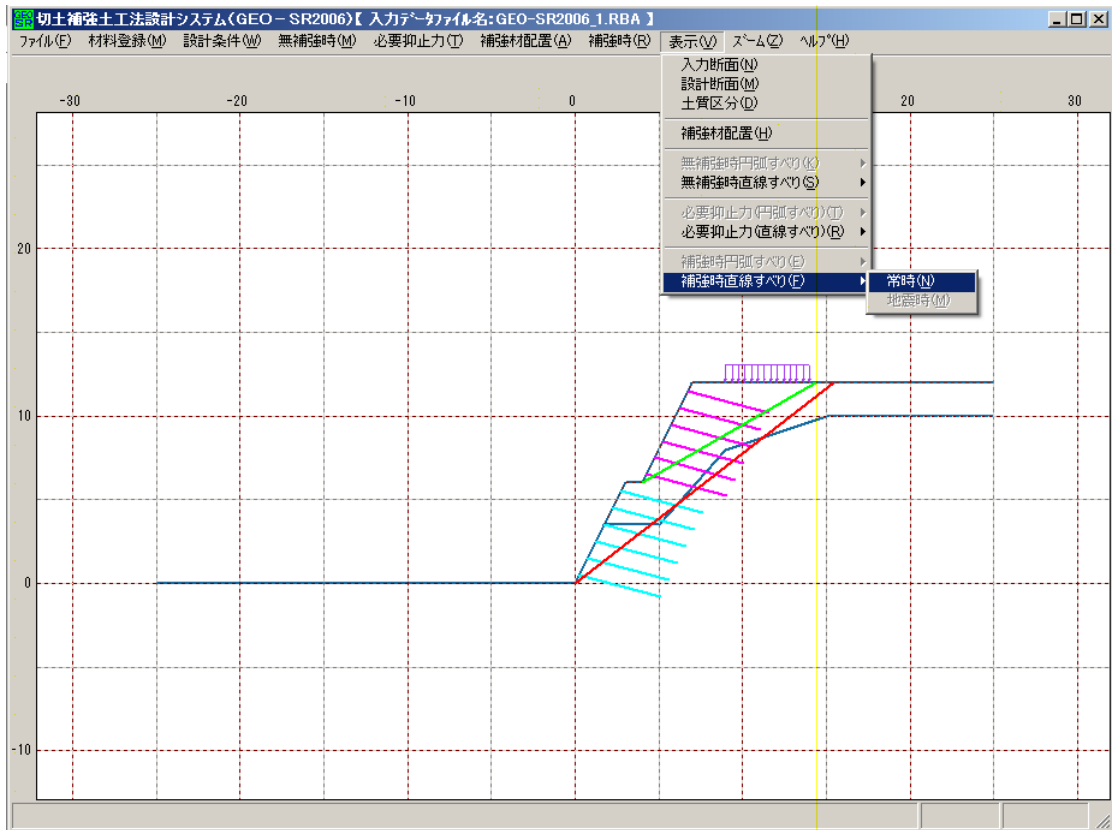 切土補強土工法設計システム(GEO-SR2006)【 入力ﾃﾞｰﾀﾌｧｲﾙ名:GEO-SR2006_1.RBA 】
ﾌｧｲﾙ(F) 材料登録(M) 設計条件(W) 無補強時(M) 必要抑止力(T) 補強材配置(A) 補強時(R) 表示(V) ｽﾞｰﾑ(Z) ﾍﾙﾌﾟ(H)
入力断面(N)
設計断面(M)
土質区分(D)
補強材配置(H)
無補強時円弧すべり(K)
無補強時直線すべり(S)
必要抑止力(円弧すべり)(T)
必要抑止力(直線すべり)(R)
補強時円弧すべり(E)
補強時直線すべり(F)
常時(N)
地震時(M)
-30 -20 -10 0 20 30
20
10
0
-10